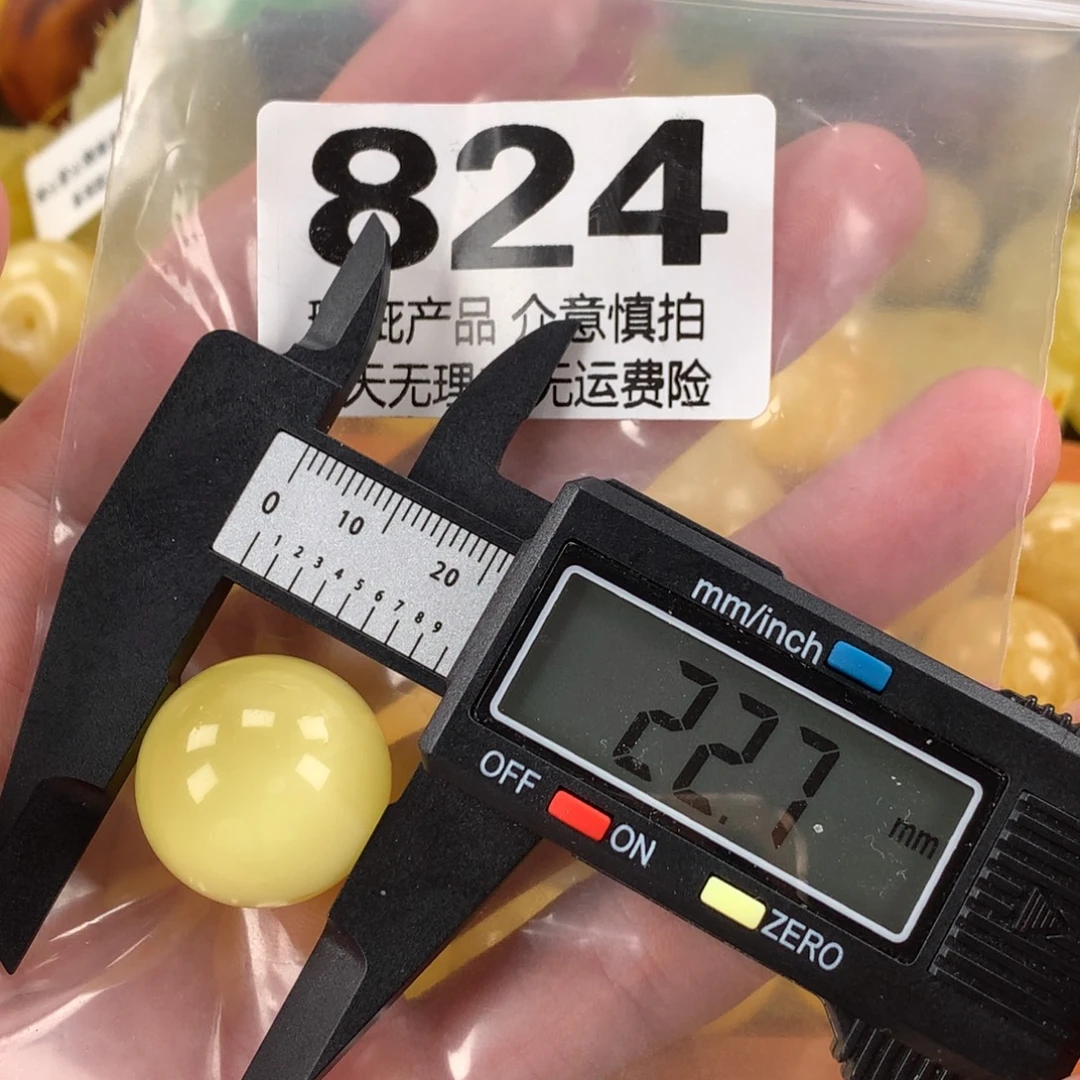 824
疵产品 介意慎拍
天无理 无运费险
0 10 20
1 2 3 4 5 6 7 8 9
mm/inch
22.7 mm
OFF ON
ZERO